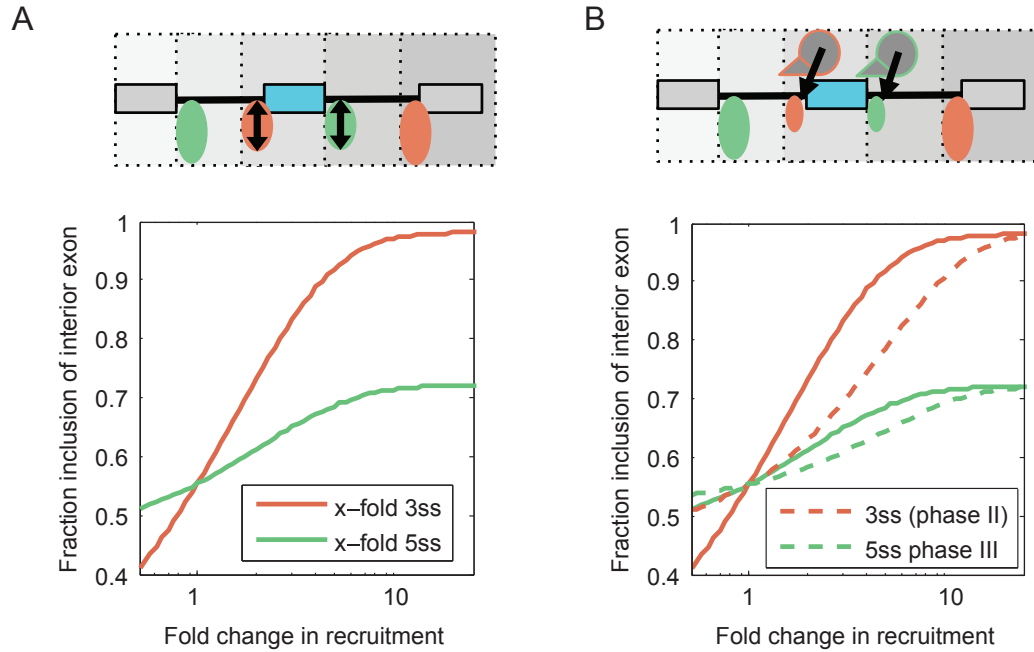 A
B
Fraction inclusion of interior exon
1
0.9
0.8
0.7
0.6
0.5
0.4
x–fold 3ss
x–fold 5ss
1
10
Fold change in recruitment
Fraction inclusion of interior exon
1
0.9
0.8
0.7
0.6
0.5
0.4
3ss (phase II)
5ss phase III
1
10
Fold change in recruitment